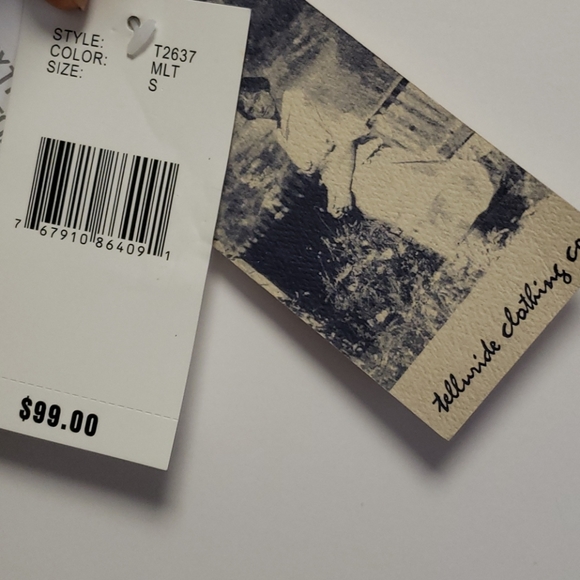 STYLE: T2637
COLOR: MLT
SIZE: S
7 67910 86409 1
$99.00
telluride clothing co